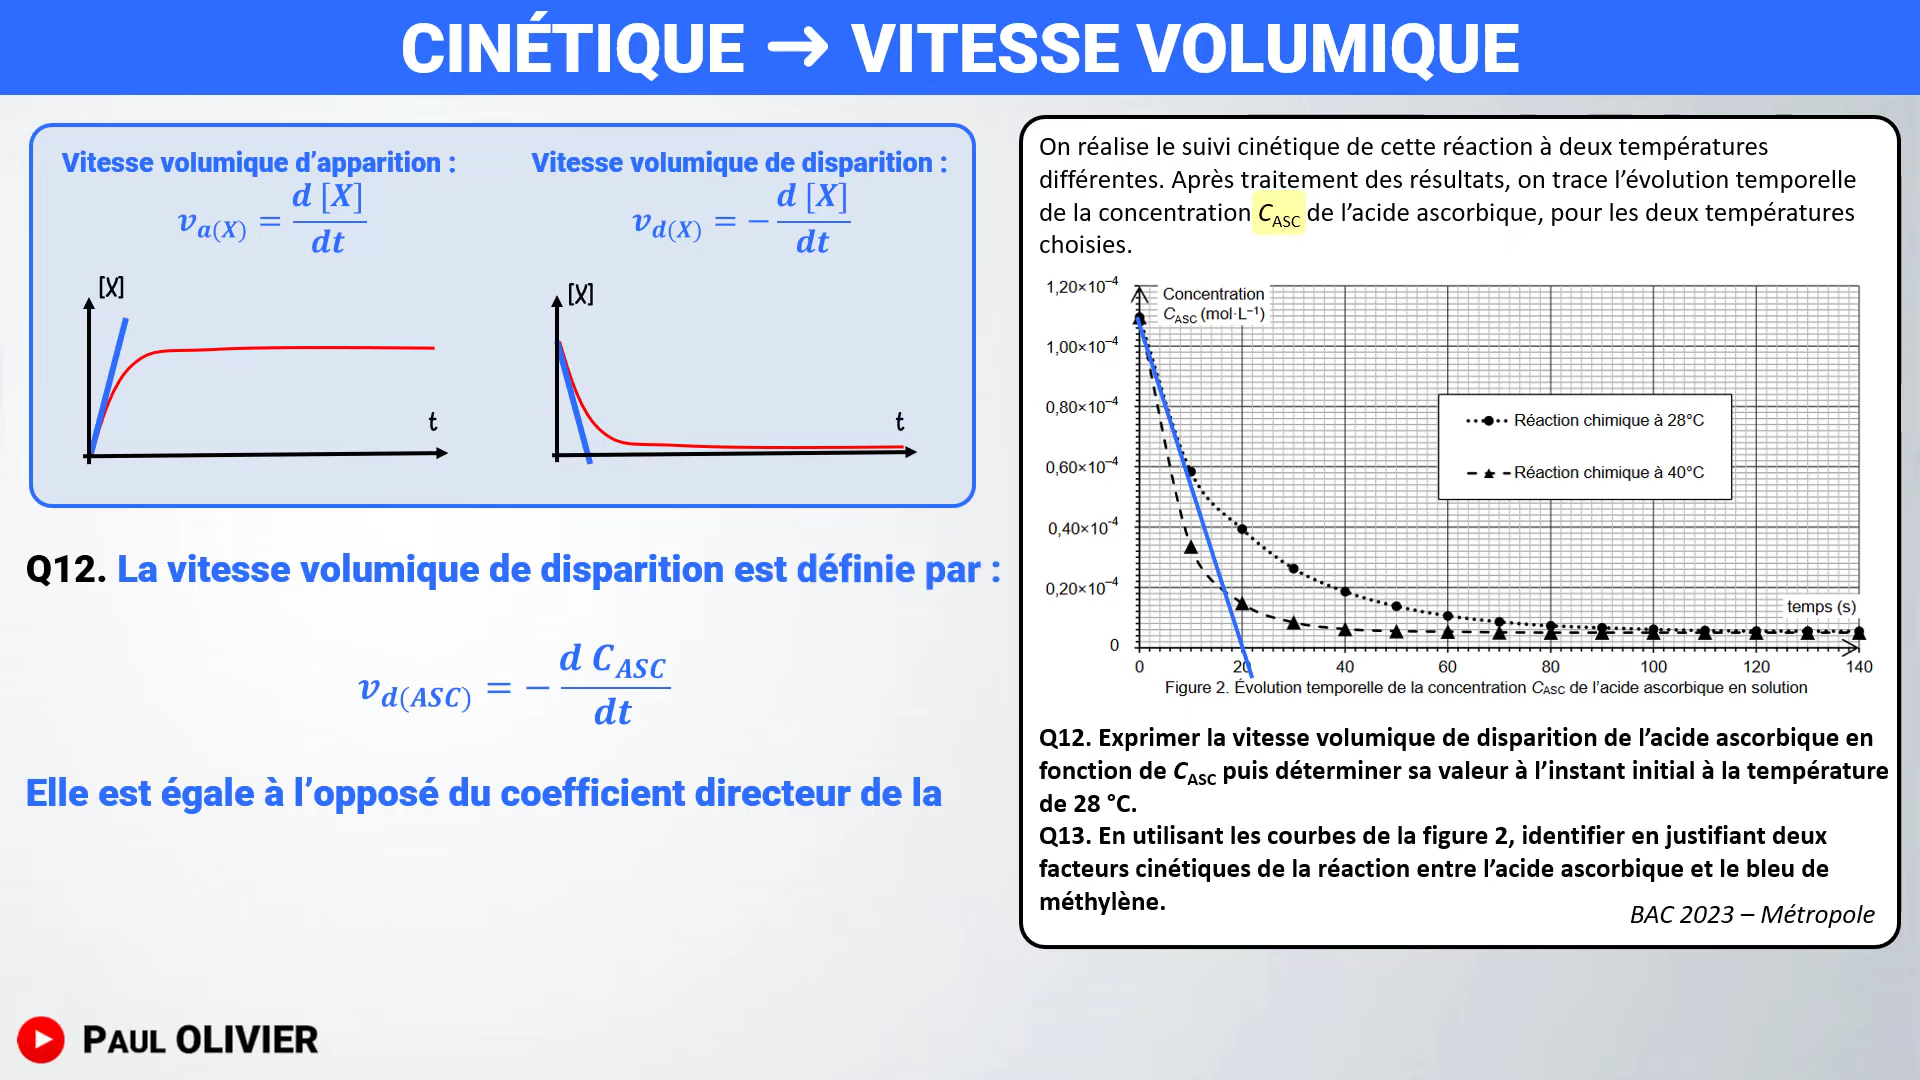 CINÉTIQUE → VITESSE VOLUMIQUE
Vitesse volumique d’apparition :
v_a(X) = d [X] / dt
Vitesse volumique de disparition :
v_d(X) = − d [X] / dt
[X]
t
[X]
t
Q12. La vitesse volumique de disparition est définie par :
v_d(ASC) = − d C_ASC / dt
Elle est égale à l’opposé du coefficient directeur de la
PAUL OLIVIER
On réalise le suivi cinétique de cette réaction à deux températures
différentes. Après traitement des résultats, on trace l’évolution temporelle
de la concentration C_ASC de l’acide ascorbique, pour les deux températures
choisies.
Concentration
C_ASC (mol·L⁻¹)
1,20×10⁻⁴
1,00×10⁻⁴
0,80×10⁻⁴
0,60×10⁻⁴
0,40×10⁻⁴
0,20×10⁻⁴
0
Réaction chimique à 28°C
Réaction chimique à 40°C
temps (s)
0 20 40 60 80 100 120 140
Figure 2. Évolution temporelle de la concentration C_ASC de l’acide ascorbique en solution
Q12. Exprimer la vitesse volumique de disparition de l’acide ascorbique en
fonction de C_ASC puis déterminer sa valeur à l’instant initial à la température
de 28 °C.
Q13. En utilisant les courbes de la figure 2, identifier en justifiant deux
facteurs cinétiques de la réaction entre l’acide ascorbique et le bleu de
méthylène.
BAC 2023 – Métropole